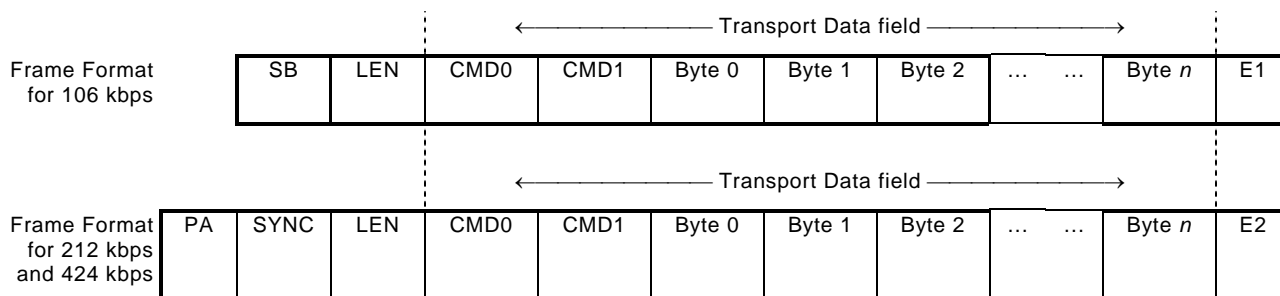 ← Transport Data field →
Frame Format for 106 kbps
SB LEN CMD0 CMD1 Byte 0 Byte 1 Byte 2 … … Byte n E1
← Transport Data field →
Frame Format for 212 kbps and 424 kbps
PA SYNC LEN CMD0 CMD1 Byte 0 Byte 1 Byte 2 … … Byte n E2